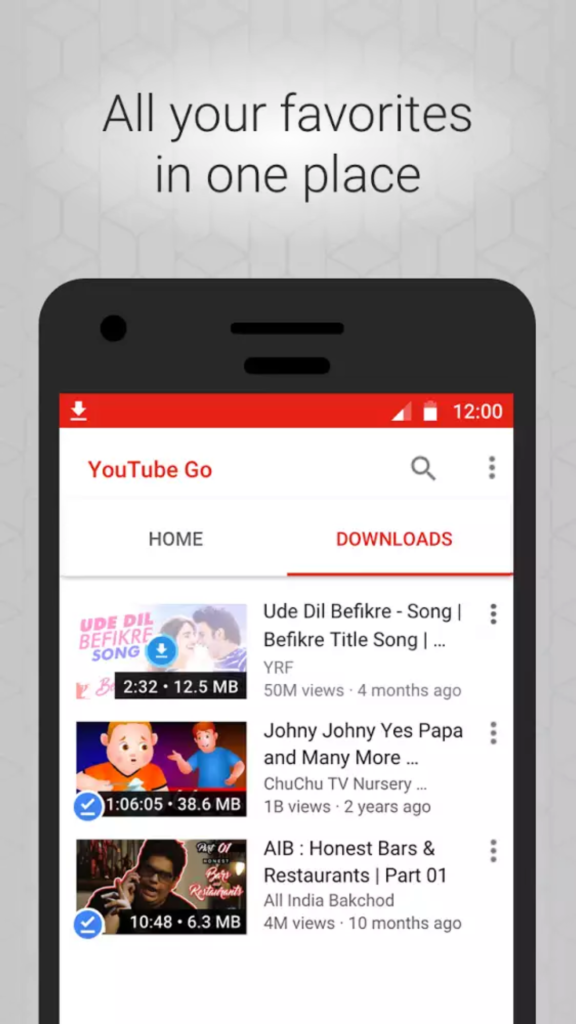 All your favorites
in one place
12:00
YouTube Go
HOME
DOWNLOADS
UDE DIL
BEFIKRE
SONG
Be
2:32 • 12.5 MB
Ude Dil Befikre - Song |
Befikre Title Song | ...
YRF
50M views · 4 months ago
1:06:05 • 38.6 MB
Johny Johny Yes Papa
and Many More ...
ChuChu TV Nursery ...
1B views · 2 years ago
Part 01
HONEST
Bars
Restaurants
10:48 • 6.3 MB
AIB : Honest Bars &
Restaurants | Part 01
All India Bakchod
4M views · 10 months ago